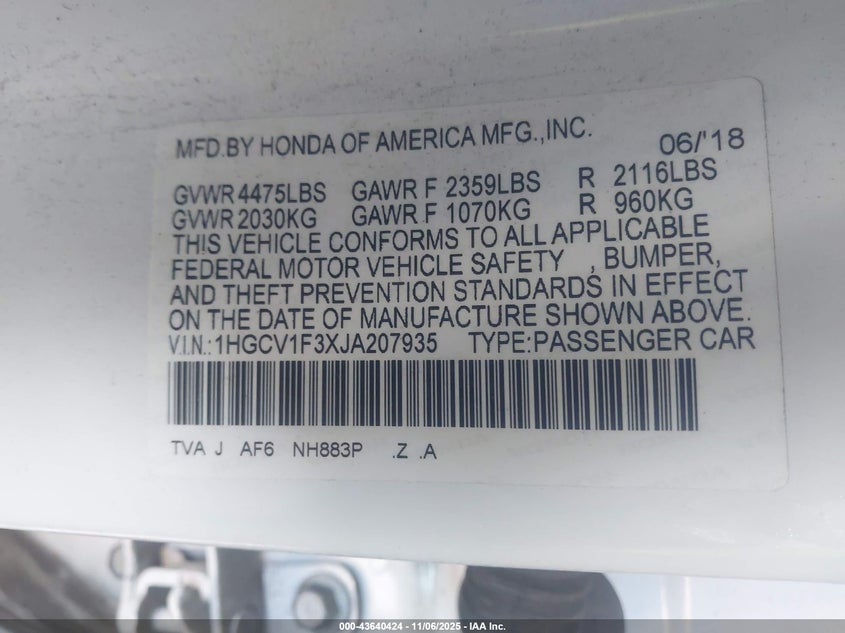 MFD.BY HONDA OF AMERICA MFG.,INC. 06/'18
GVWR 4475LBS GAWR F 2359LBS R 2116LBS
GVWR 2030KG GAWR F 1070KG R 960KG
THIS VEHICLE CONFORMS TO ALL APPLICABLE
FEDERAL MOTOR VEHICLE SAFETY , BUMPER,
AND THEFT PREVENTION STANDARDS IN EFFECT
ON THE DATE OF MANUFACTURE SHOWN ABOVE.
V.I.N.:1HGCV1F3XJA207935 TYPE:PASSENGER CAR
TVA J AF6 NH883P .Z .A
000-43640424 - 11/06/2025 - IAA Inc.